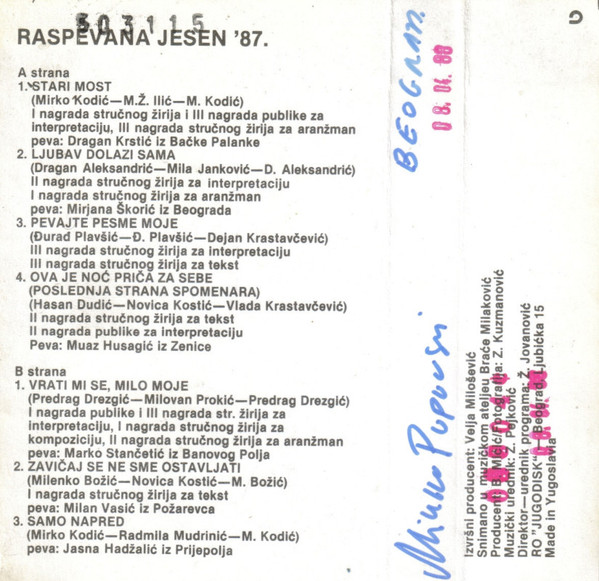 503115
RASPEVANA JESEN '87.
A strana
1. STARI MOST
(Mirko Kodić—M.Ž. Ilić—M. Kodić)
I nagrada stručnog žirija i III nagrada publike za
interpretaciju, III nagrada stručnog žirija za aranžman
peva: Dragan Krstić iz Bačke Palanke
2. LJUBAV DOLAZI SAMA
(Dragan Aleksandrić—Mila Janković—D. Aleksandrić)
II nagrada stručnog žirija za interpretaciju
I nagrada stručnog žirija za aranžman
peva: Mirjana Škorić iz Beograda
3. PEVAJTE PESME MOJE
(Đurađ Plavšić—Đ. Plavšić—Dejan Krastavčević)
III nagrada stručnog žirija za interpretaciju
III nagrada stručnog žirija za tekst
4. OVA JE NOĆ PRIČA ZA SEBE
(POSLEDNJA STRANA SPOMENARA)
(Hasan Dudić—Novica Kostić—Vlada Krastavčević)
II nagrada stručnog žirija za tekst
II nagrada publike za interpretaciju
Peva: Muaz Husagić iz Zenice
B strana
1. VRATI MI SE, MILO MOJE
(Predrag Drezgić—Milovan Prokić—Predrag Drezgić)
I nagrada publike i III nagrada str. žirija za
interpretaciju, I nagrada stručnog žirija za
kompoziciju, II nagrada stručnog žirija za aranžman
peva: Marko Stančetić iz Banovog Polja
2. ZAVIČAJ SE NE SME OSTAVLJATI
(Milenko Božić—Novica Kostić—M. Božić)
I nagrada stručnog žirija za tekst
peva: Milan Vasić iz Požarevca
3. SAMO NAPRED
(Mirko Kodić—Radmila Mudrinić—M. Kodić)
peva: Jasna Hadžalić iz Prijepolja
BEOGRAD
08.04.88
Izvršni producent: Velja Milošević
Snimano u muzičkom ateljeu Braće Milaković
Producent: B. Micić/Fotografija: Z. Kuzmanović
Muzički urednik: Z. Pejković
Direktor—urednik programa: Ž. Jovanović
RO "JUGODISK" — Beograd, Ljubička 15
Made in Yugoslavia